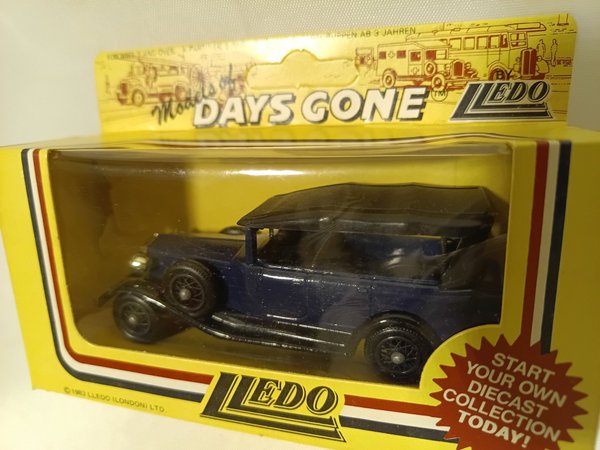 AB 3 JAHREN
Models of
DAYS GONE
TM
LLEDO
© 1983 LLEDO (LONDON) LTD.
LLEDO
START
YOUR OWN
DIECAST
COLLECTION
TODAY!